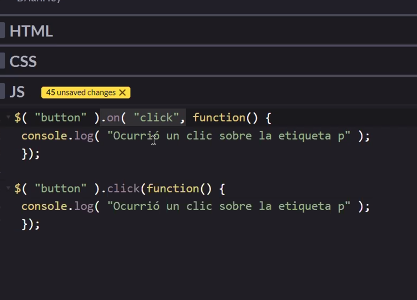 HTML
CSS
JS 45 unsaved changes X
$( "button" ).on( "click", function() {
console.log( "Ocurrió un clic sobre la etiqueta p" );
});
$( "button" ).click(function() {
console.log( "Ocurrió un clic sobre la etiqueta p" );
});